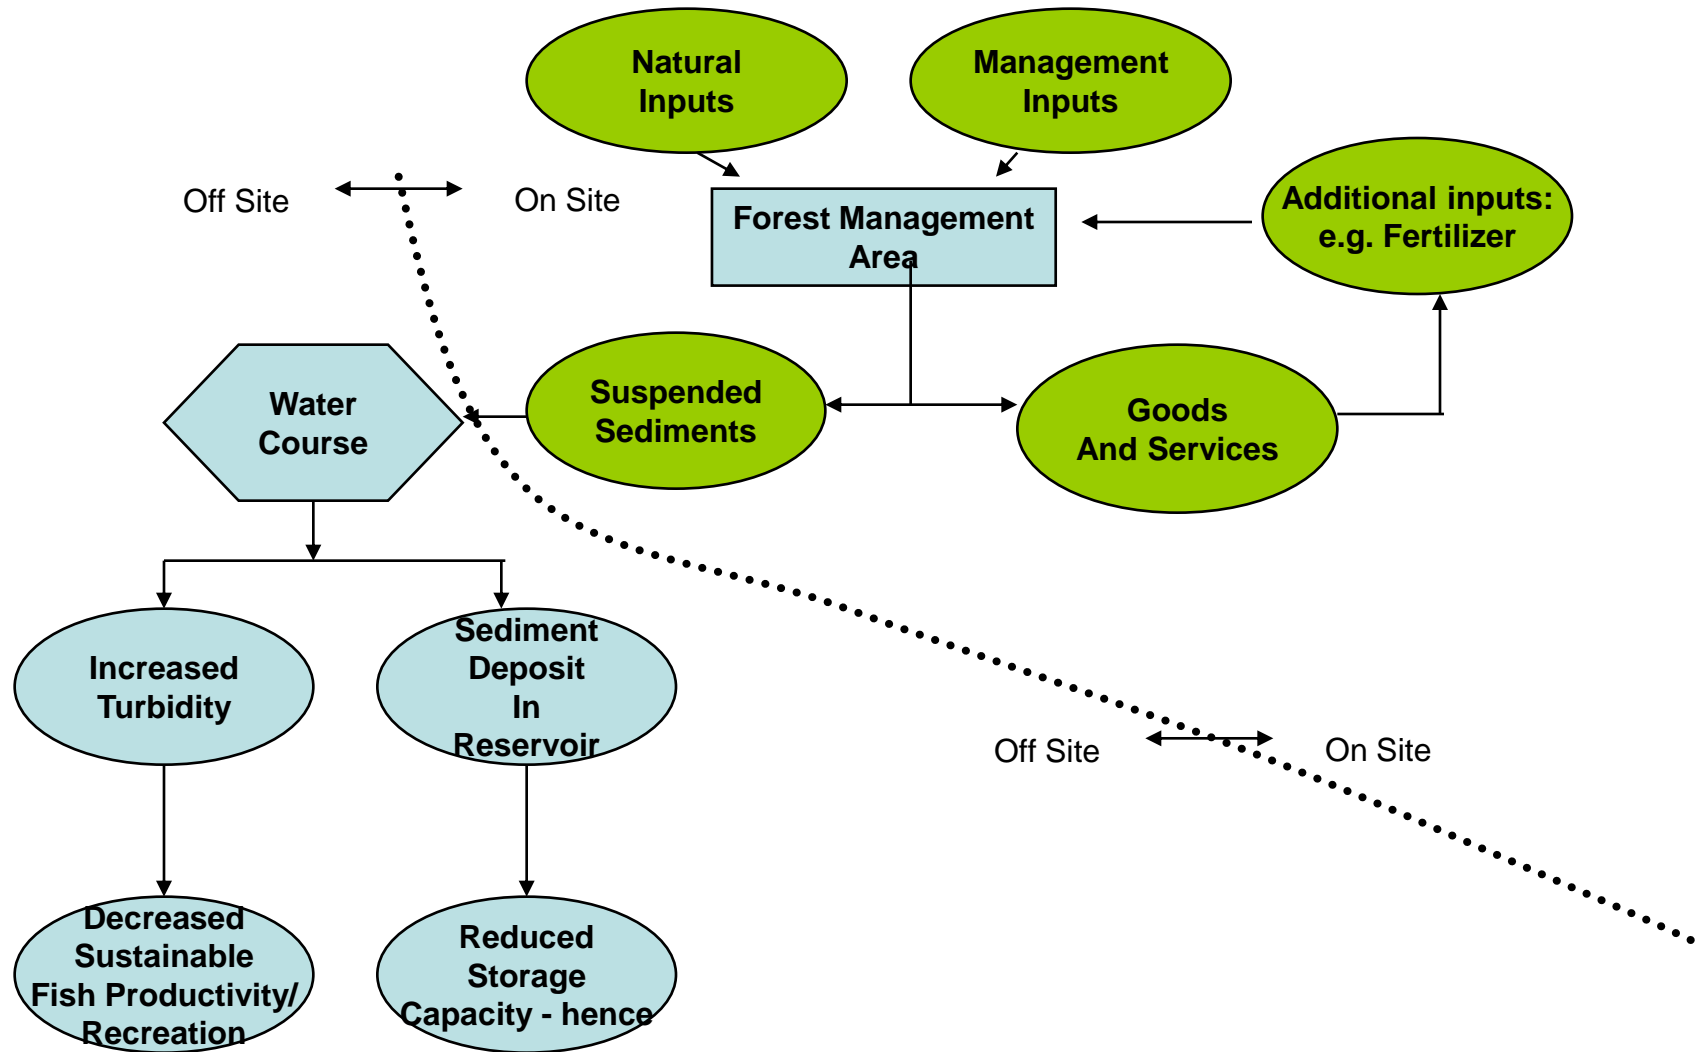 Natural
Inputs
Management
Inputs
Off Site
On Site
Forest Management
Area
Additional inputs:
e.g. Fertilizer
Water
Course
Suspended
Sediments
Goods
And Services
Increased
Turbidity
Sediment
Deposit
In
Reservoir
Off Site
On Site
Decreased
Sustainable
Fish Productivity/
Recreation
Reduced
Storage
Capacity - hence